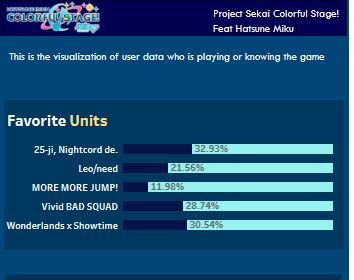 COLORFUL STAGE!
Project Sekai Colorful Stage!
Feat Hatsune Miku
This is the visualization of user data who is playing or knowing the game
Favorite Units
25-ji, Nightcord de. 32.93%
Leo/need 21.56%
MORE MORE JUMP! 11.98%
Vivid BAD SQUAD 28.74%
Wonderlands x Showtime 30.54%